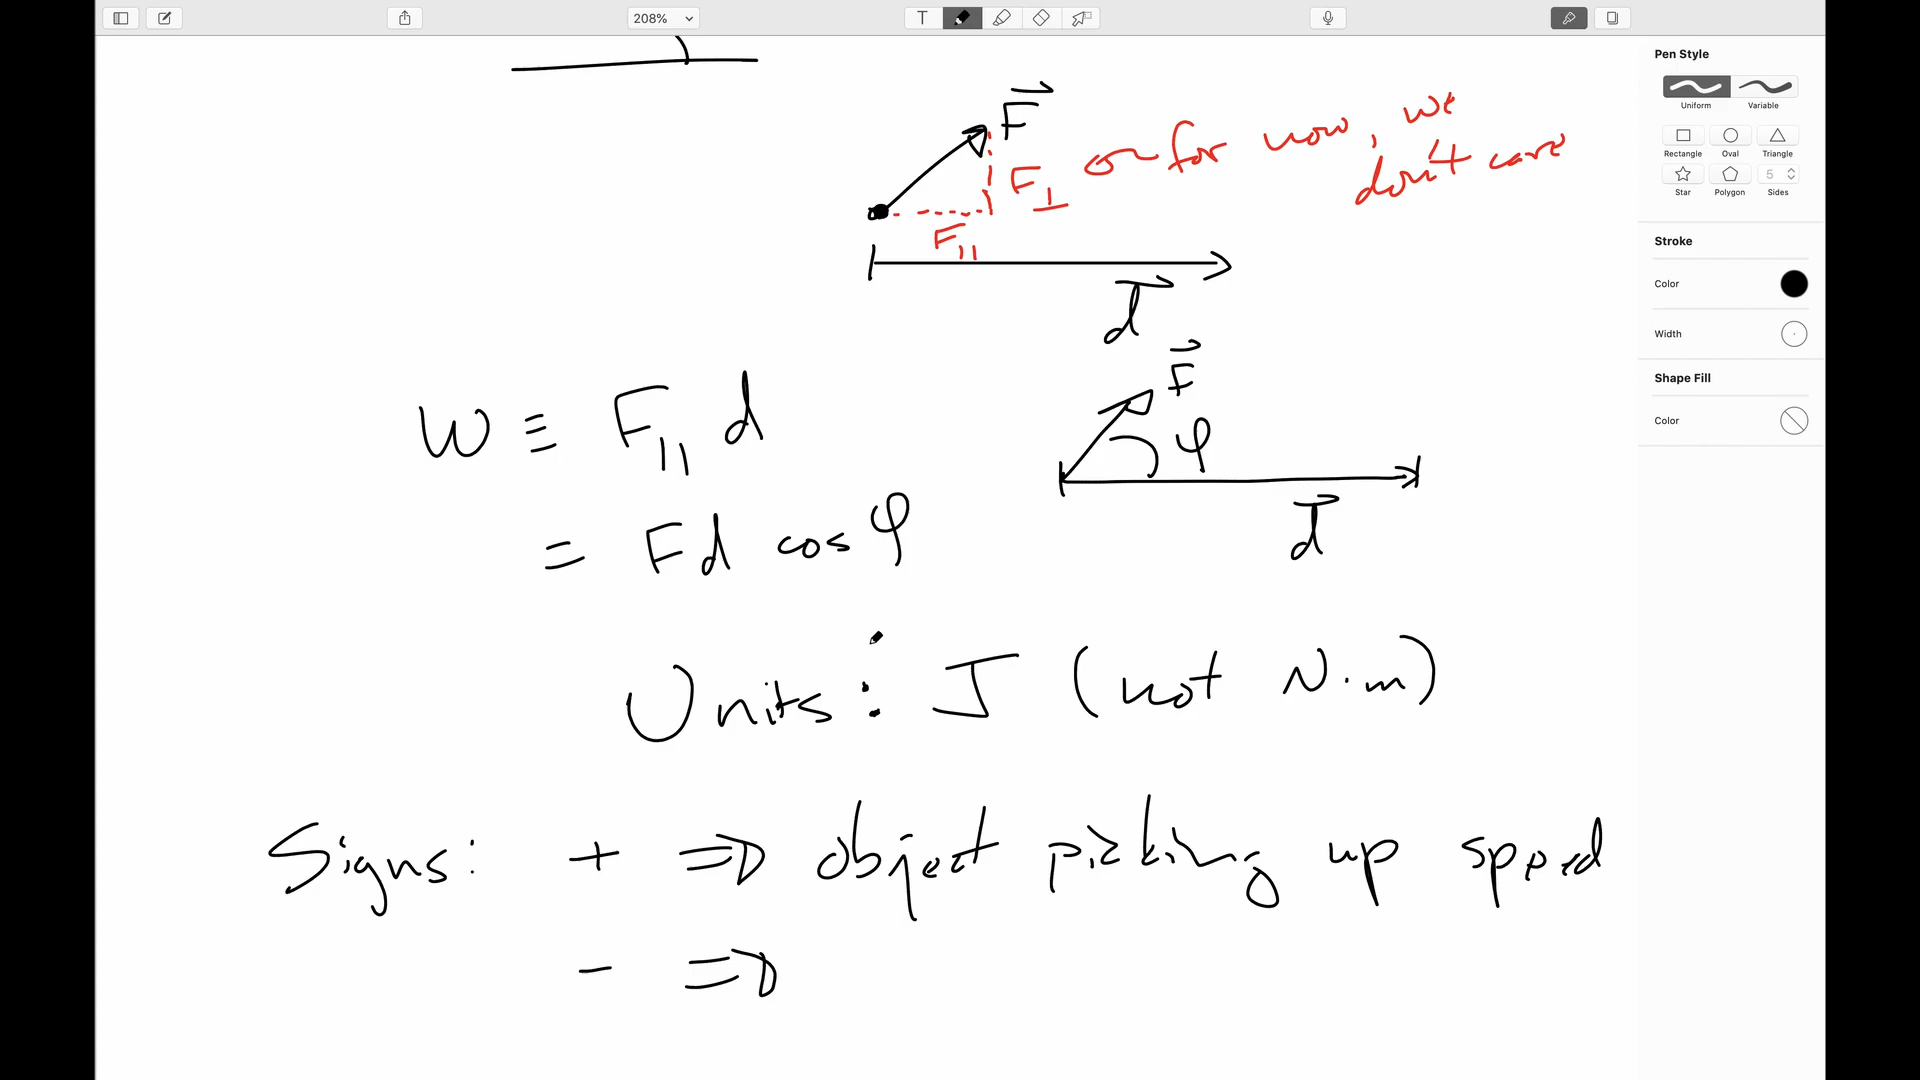 208%
T
Pen Style
Uniform Variable
Rectangle Oval Triangle
5
Star Polygon Sides
Stroke
Color
Width
Shape Fill
Color
F⃗
F⊥ for now, we
don't care
F∥
d⃗
W ≡ F∥ d
F⃗
φ
d⃗
= Fd cos φ
Units: J (not N·m)
Signs: + ⇒ object picking up speed
− ⇒